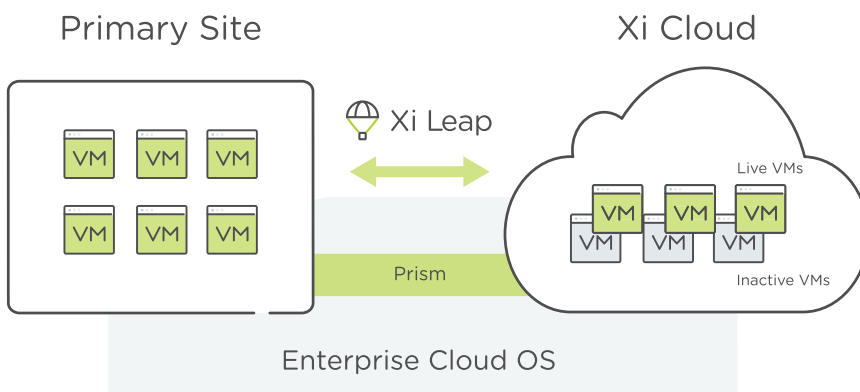 Primary Site
Xi Cloud
Xi Leap
VM VM VM
VM VM VM
Live VMs
VM VM VM
VM VM VM
Inactive VMs
Prism
Enterprise Cloud OS